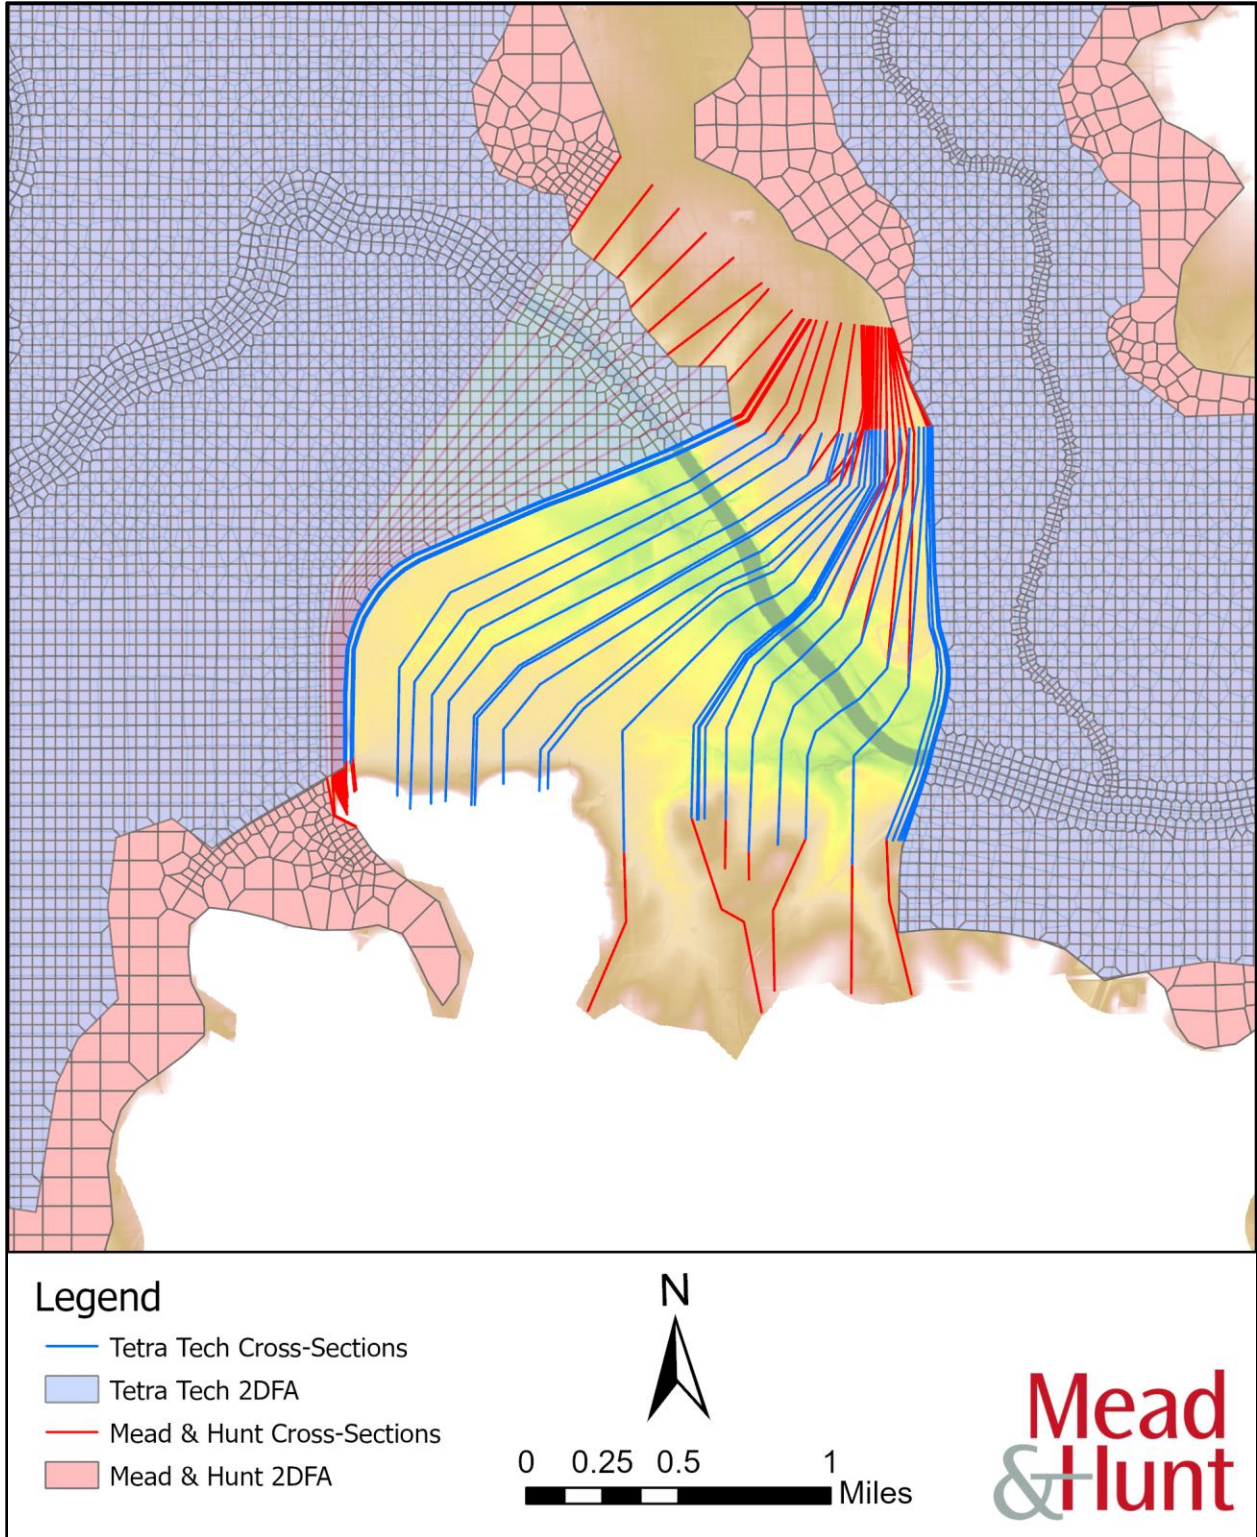 Legend
Tetra Tech Cross-Sections
Tetra Tech 2DFA
Mead & Hunt Cross-Sections
Mead & Hunt 2DFA
N
0 0.25 0.5 1
Miles
Mead
&Hunt